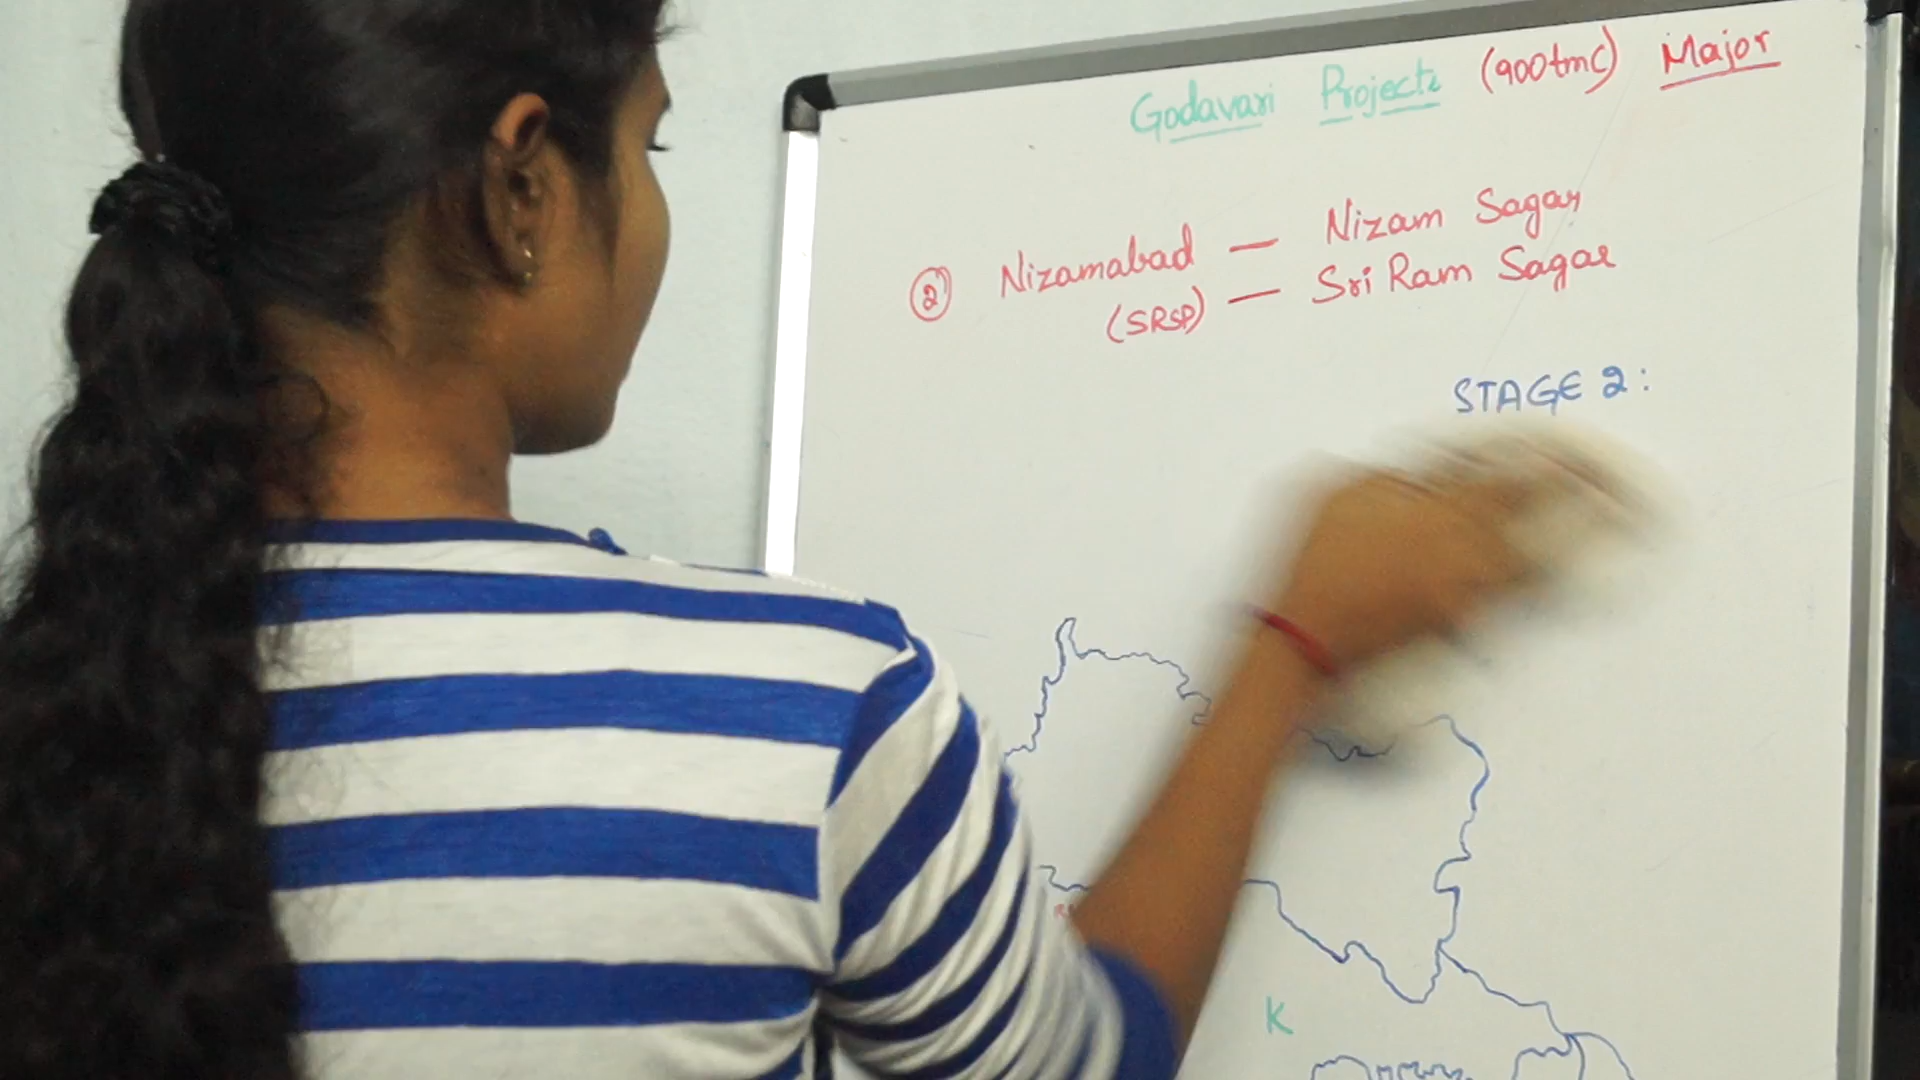 Godavari Projects (900tmc) Major
② Nizamabad — Nizam Sagar
(SRSP) — Sri Ram Sagar
STAGE 2:
K